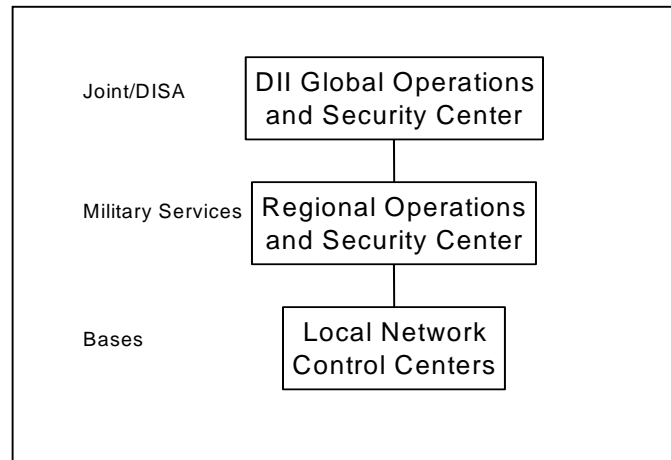 Joint/DISA
DII Global Operations
and Security Center
Military Services
Regional Operations
and Security Center
Bases
Local Network
Control Centers